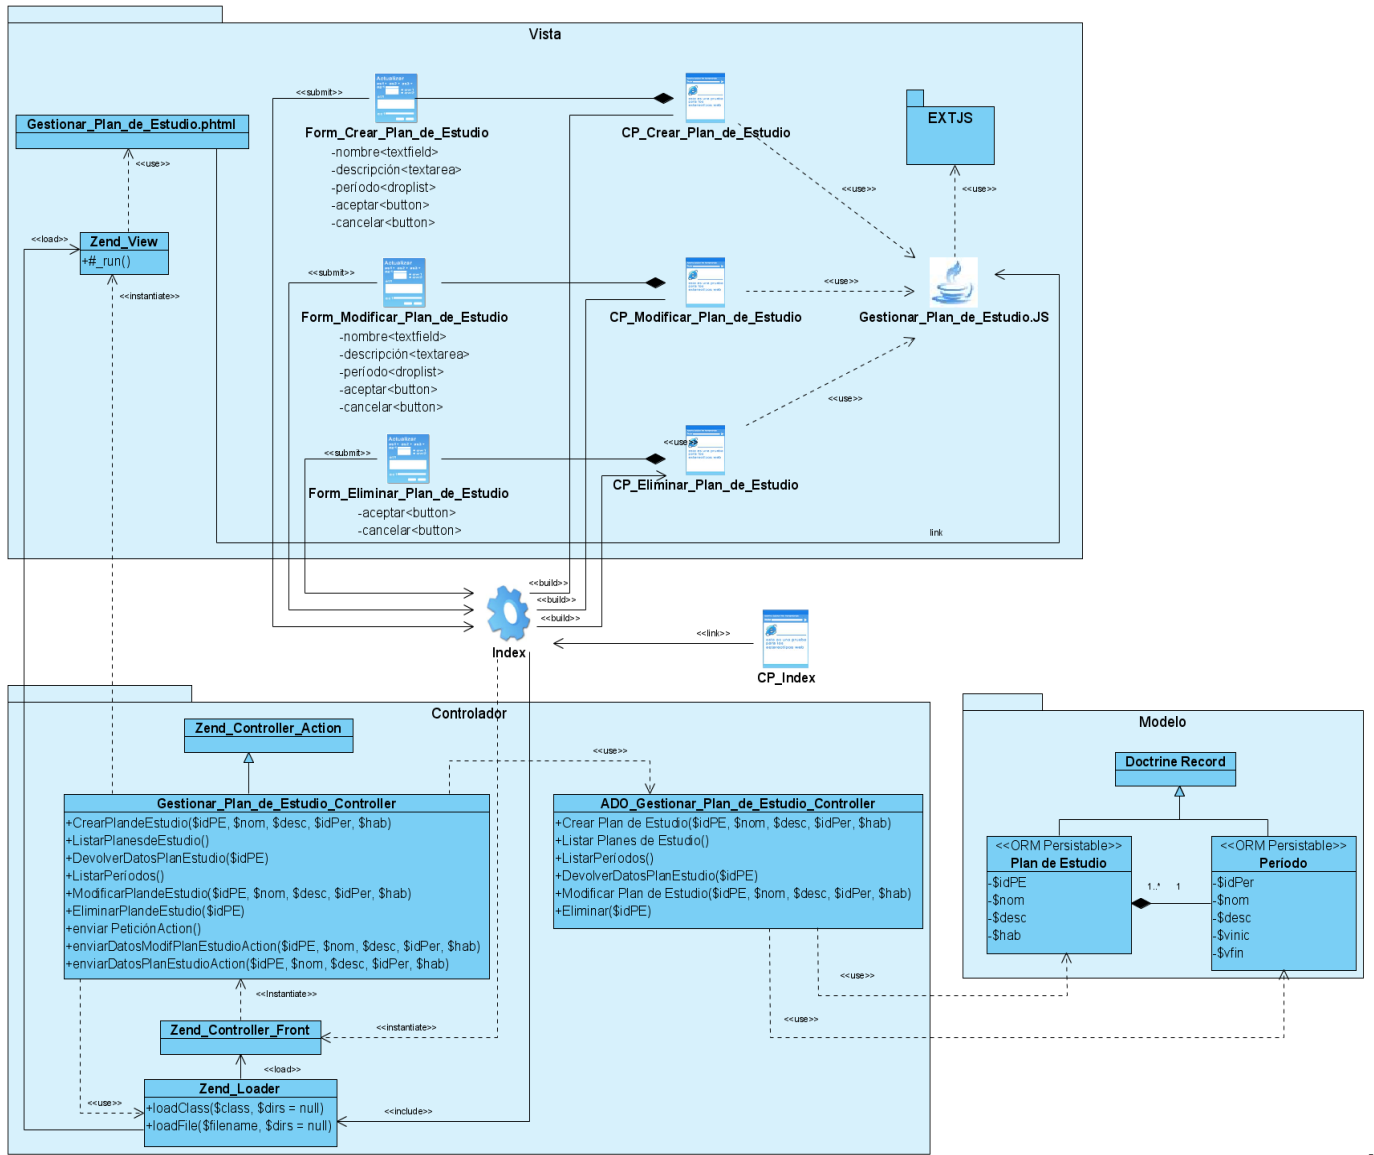 Vista
Gestionar_Plan_de_Estudio.phtml
<<use>>
<<load>>
Zend_View
+#_run()
<<instantiate>>
<<submit>>
Actualizar
Form_Crear_Plan_de_Estudio
-nombre<textfield>
-descripción<textarea>
-período<droplist>
-aceptar<button>
-cancelar<button>
CP_Crear_Plan_de_Estudio
<<use>>
EXTJS
<<use>>
<<submit>>
Actualizar
Form_Modificar_Plan_de_Estudio
-nombre<textfield>
-descripción<textarea>
-período<droplist>
-aceptar<button>
-cancelar<button>
CP_Modificar_Plan_de_Estudio
<<use>>
Gestionar_Plan_de_Estudio.JS
<<use>>
<<submit>>
Actualizar
Form_Eliminar_Plan_de_Estudio
-aceptar<button>
-cancelar<button>
<<use>>
CP_Eliminar_Plan_de_Estudio
link
<<build>>
<<build>>
<<build>>
Index
<<link>>
CP_Index
Controlador
Zend_Controller_Action
<<use>>
Gestionar_Plan_de_Estudio_Controller
+CrearPlandeEstudio($idPE, $nom, $desc, $idPer, $hab)
+ListarPlanesdeEstudio()
+DevolverDatosPlanEstudio($idPE)
+ListarPeríodos()
+ModificarPlandeEstudio($idPE, $nom, $desc, $idPer, $hab)
+EliminarPlandeEstudio($idPE)
+enviar PeticiónAction()
+enviarDatosModifPlanEstudioAction($idPE, $nom, $desc, $idPer, $hab)
+enviarDatosPlanEstudioAction($idPE, $nom, $desc, $idPer, $hab)
ADO_Gestionar_Plan_de_Estudio_Controller
+Crear Plan de Estudio($idPE, $nom, $desc, $idPer, $hab)
+Listar Planes de Estudio()
+ListarPeríodos()
+DevolverDatosPlanEstudio($idPE)
+Modificar Plan de Estudio($idPE, $nom, $desc, $idPer, $hab)
+Eliminar($idPE)
<<Instantiate>>
Zend_Controller_Front
<<instantiate>>
<<load>>
Zend_Loader
+loadClass($class, $dirs = null)
+loadFile($filename, $dirs = null)
<<use>>
<<include>>
<<use>>
<<use>>
Modelo
Doctrine Record
<<ORM Persistable>>
Plan de Estudio
-$idPE
-$nom
-$desc
-$hab
1..*
1
<<ORM Persistable>>
Período
-$idPer
-$nom
-$desc
-$vinic
-$vfin